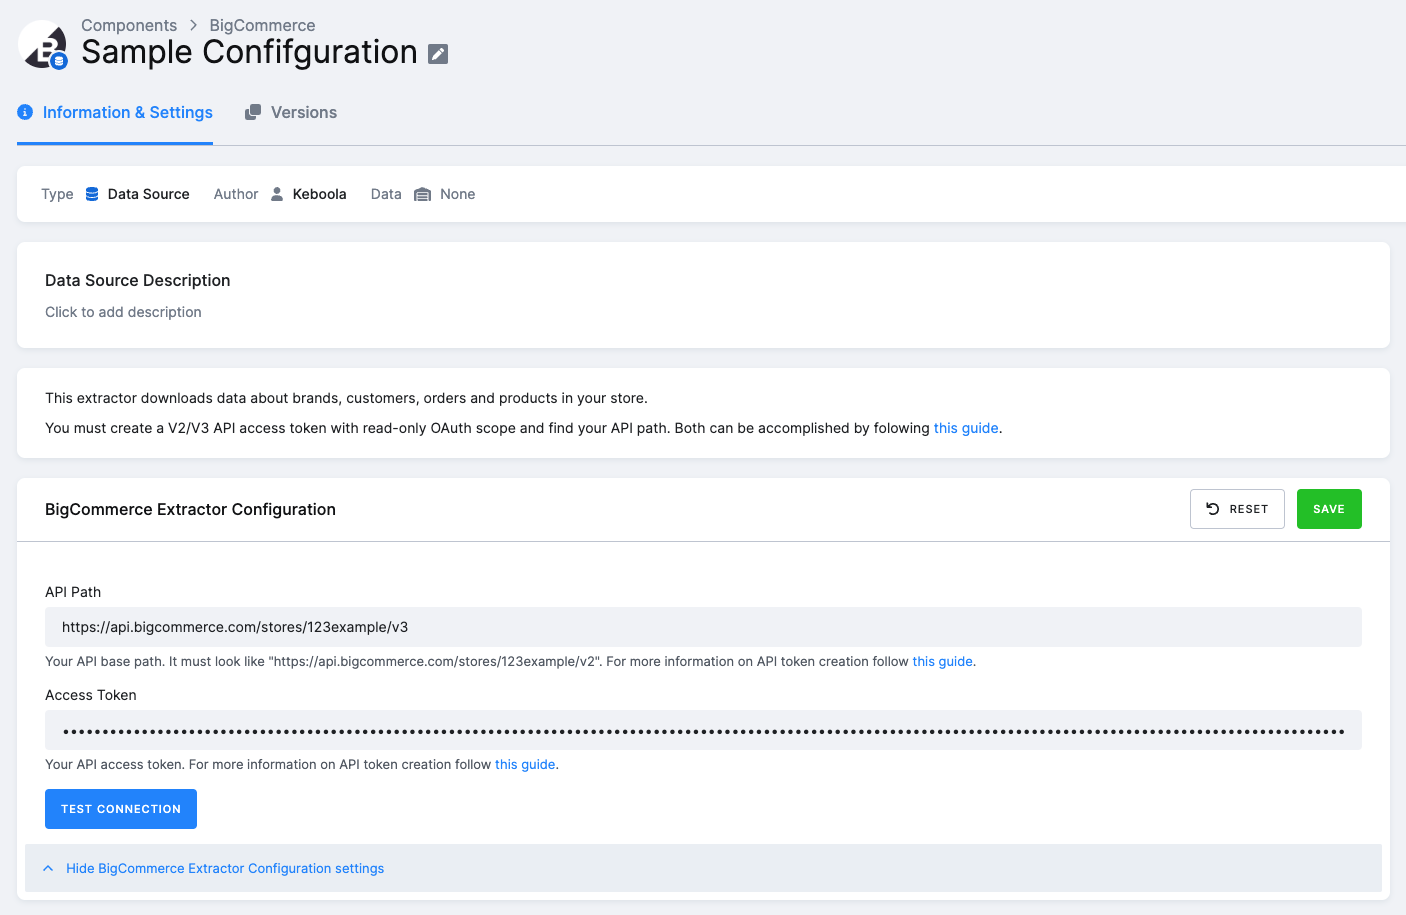 Components > BigCommerce
Sample Confifguration
Information & Settings Versions
Type Data Source Author Keboola Data None
Data Source Description
Click to add description
This extractor downloads data about brands, customers, orders and products in your store.
You must create a V2/V3 API access token with read-only OAuth scope and find your API path. Both can be accomplished by folowing this guide.
BigCommerce Extractor Configuration RESET SAVE
API Path
https://api.bigcommerce.com/stores/123example/v3
Your API base path. It must look like "https://api.bigcommerce.com/stores/123example/v2". For more information on API token creation follow this guide.
Access Token
Your API access token. For more information on API token creation follow this guide.
TEST CONNECTION
Hide BigCommerce Extractor Configuration settings